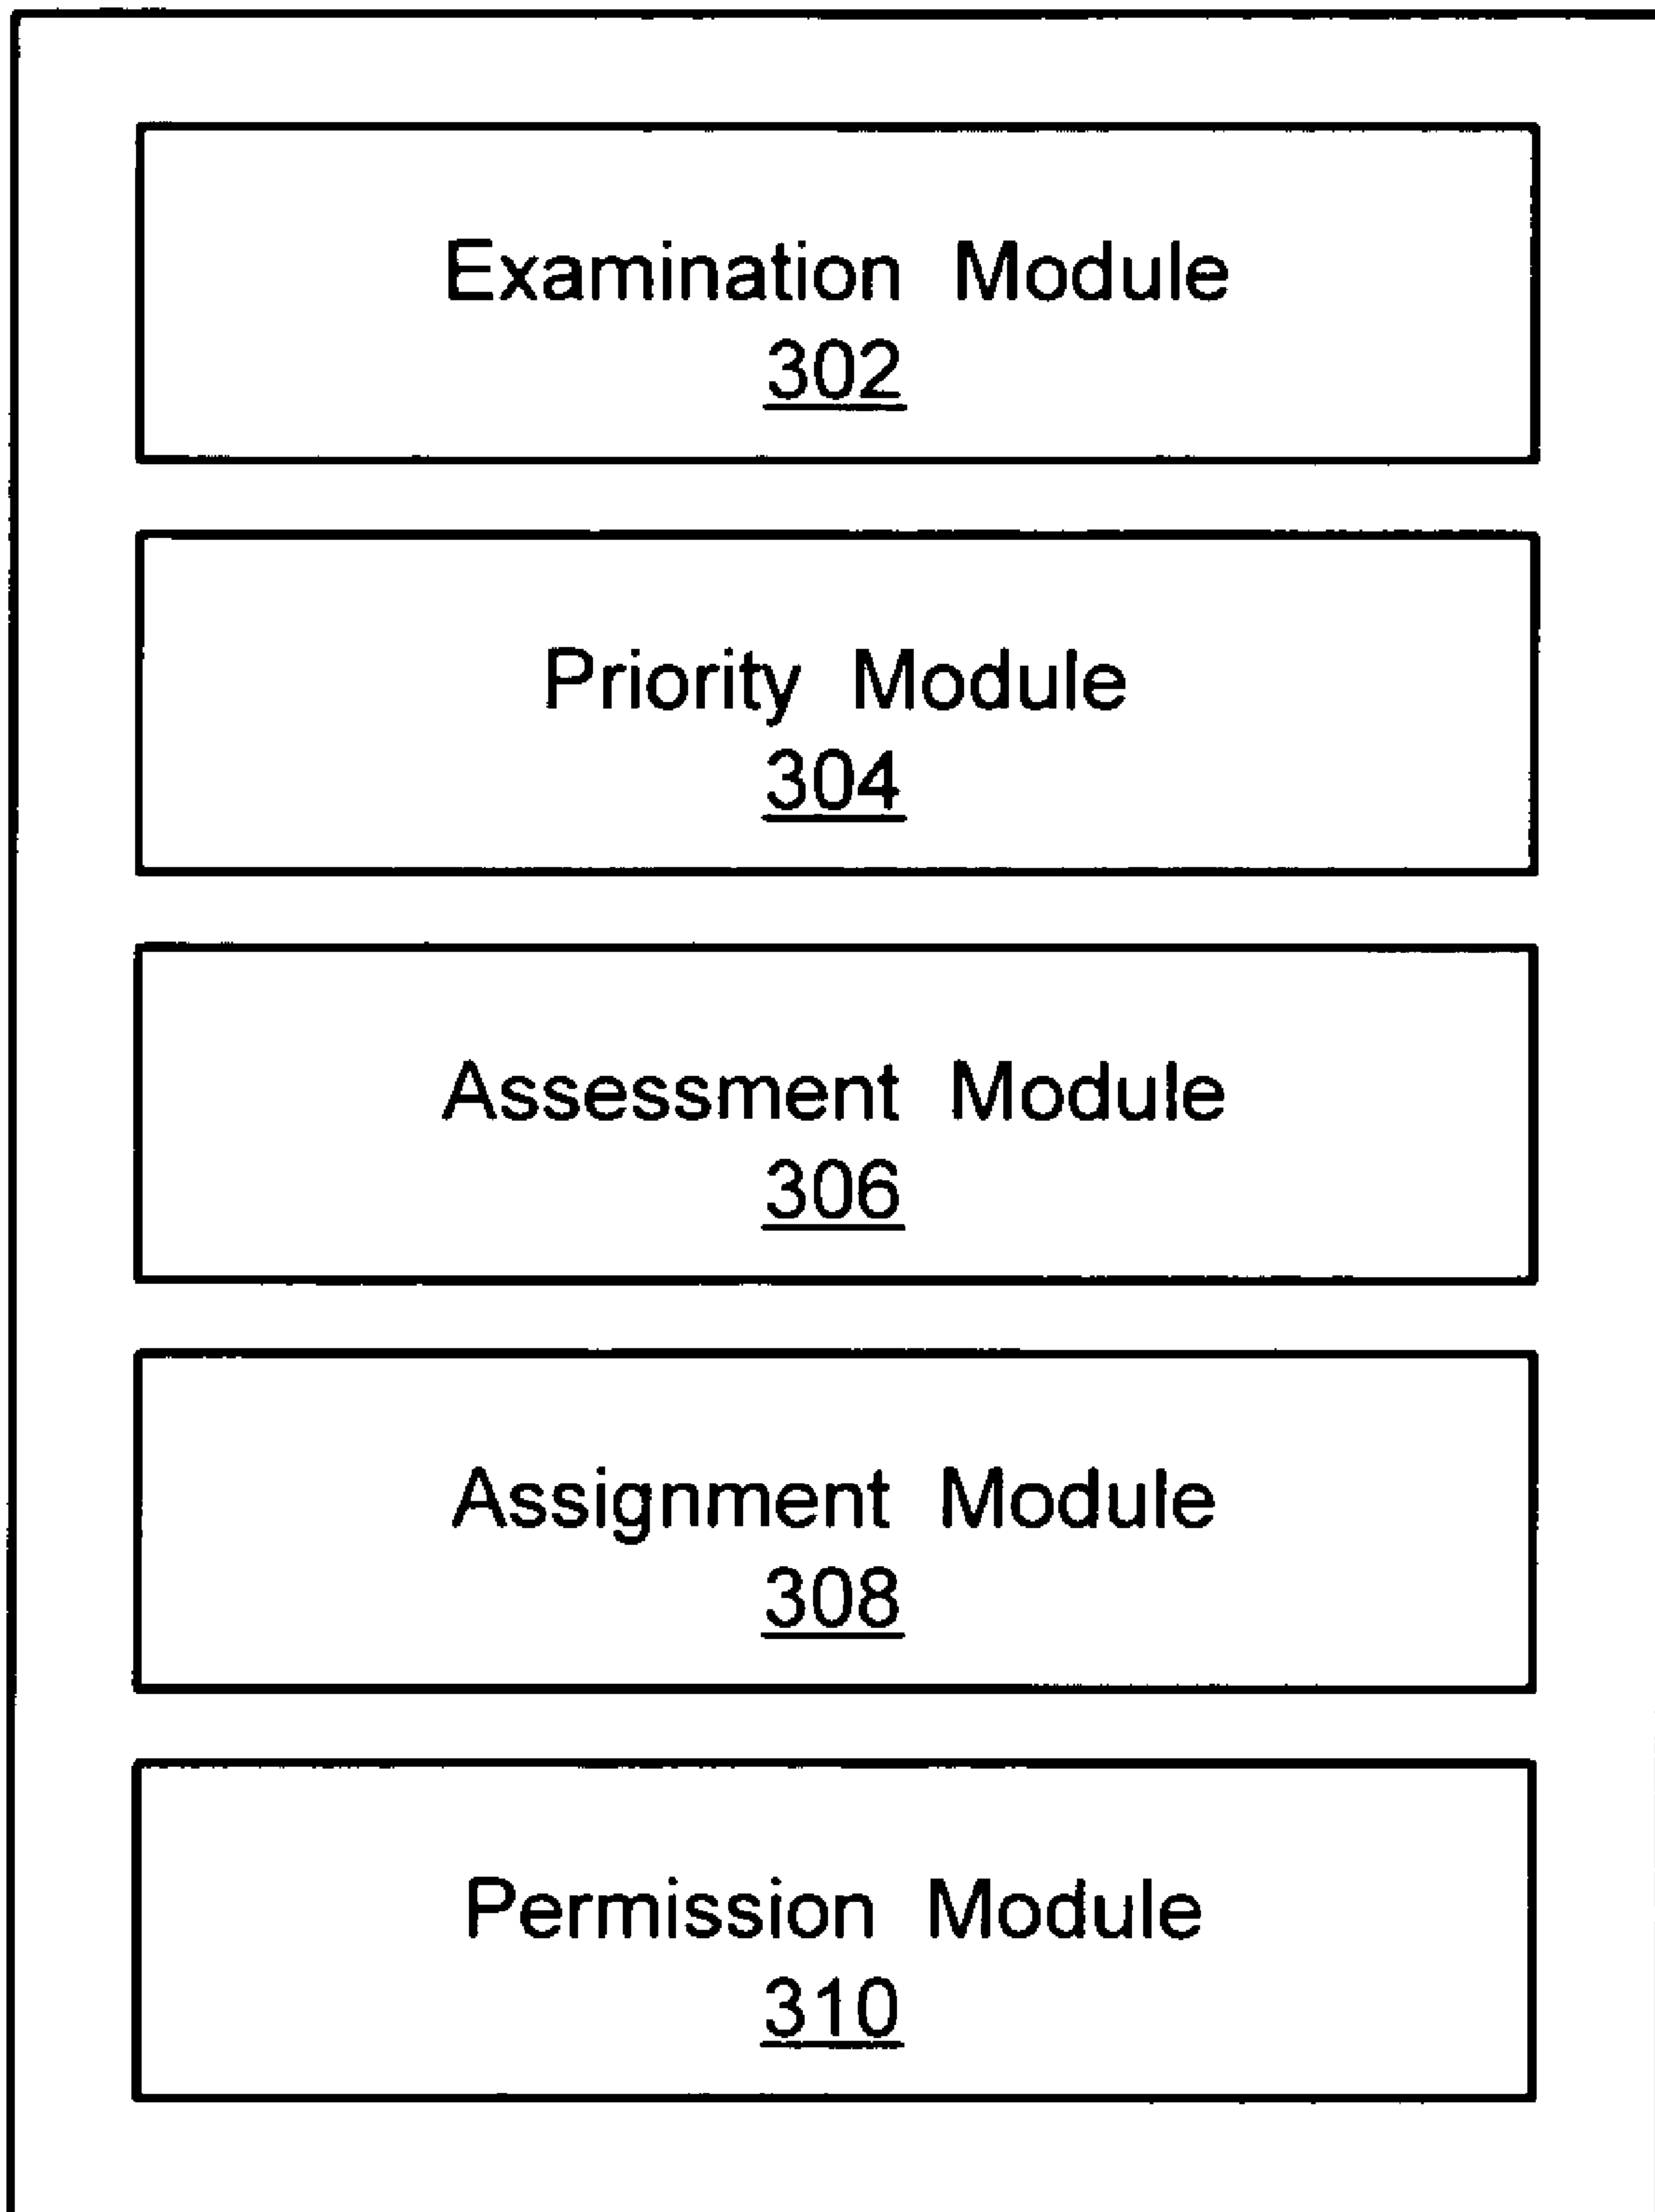 Examination Module
302
Priority Module
304
Assessment Module
306
Assignment Module
308
Permission Module
310